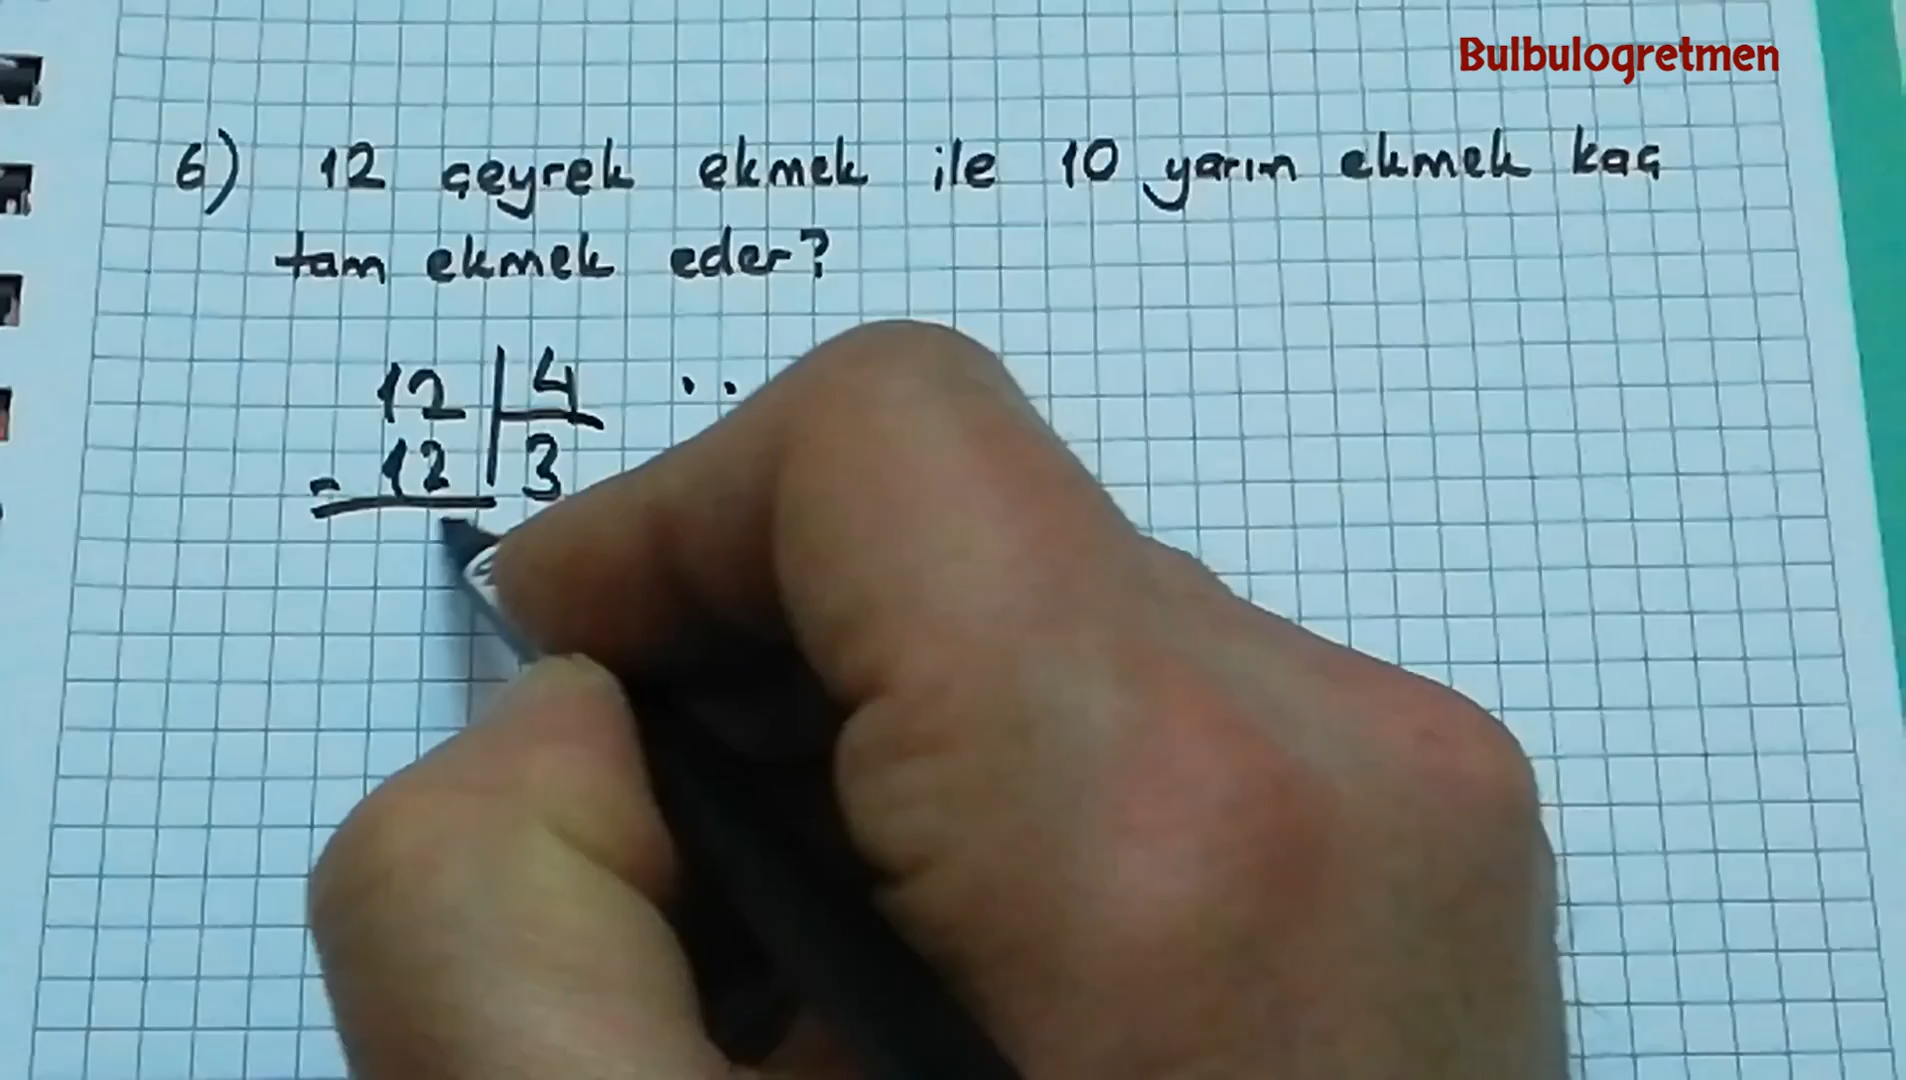 Bulbulogretmen
6) 12 çeyrek ekmek ile 10 yarım ekmek kaç
tam ekmek eder?
12 | 4
- 12 | 3